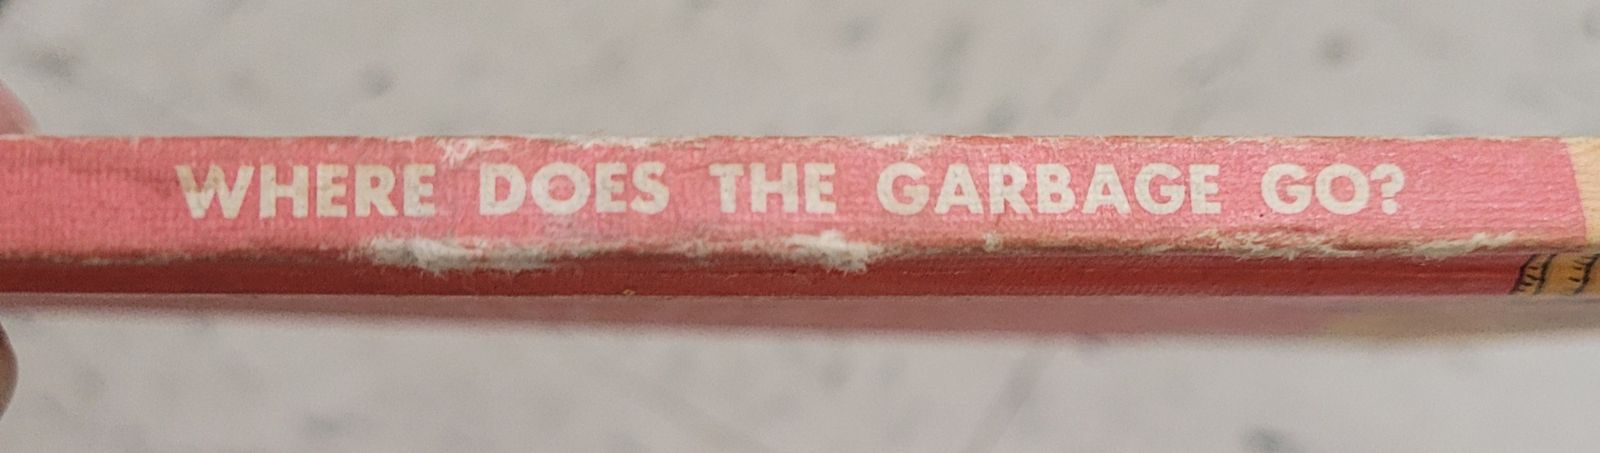 WHERE DOES THE GARBAGE GO?